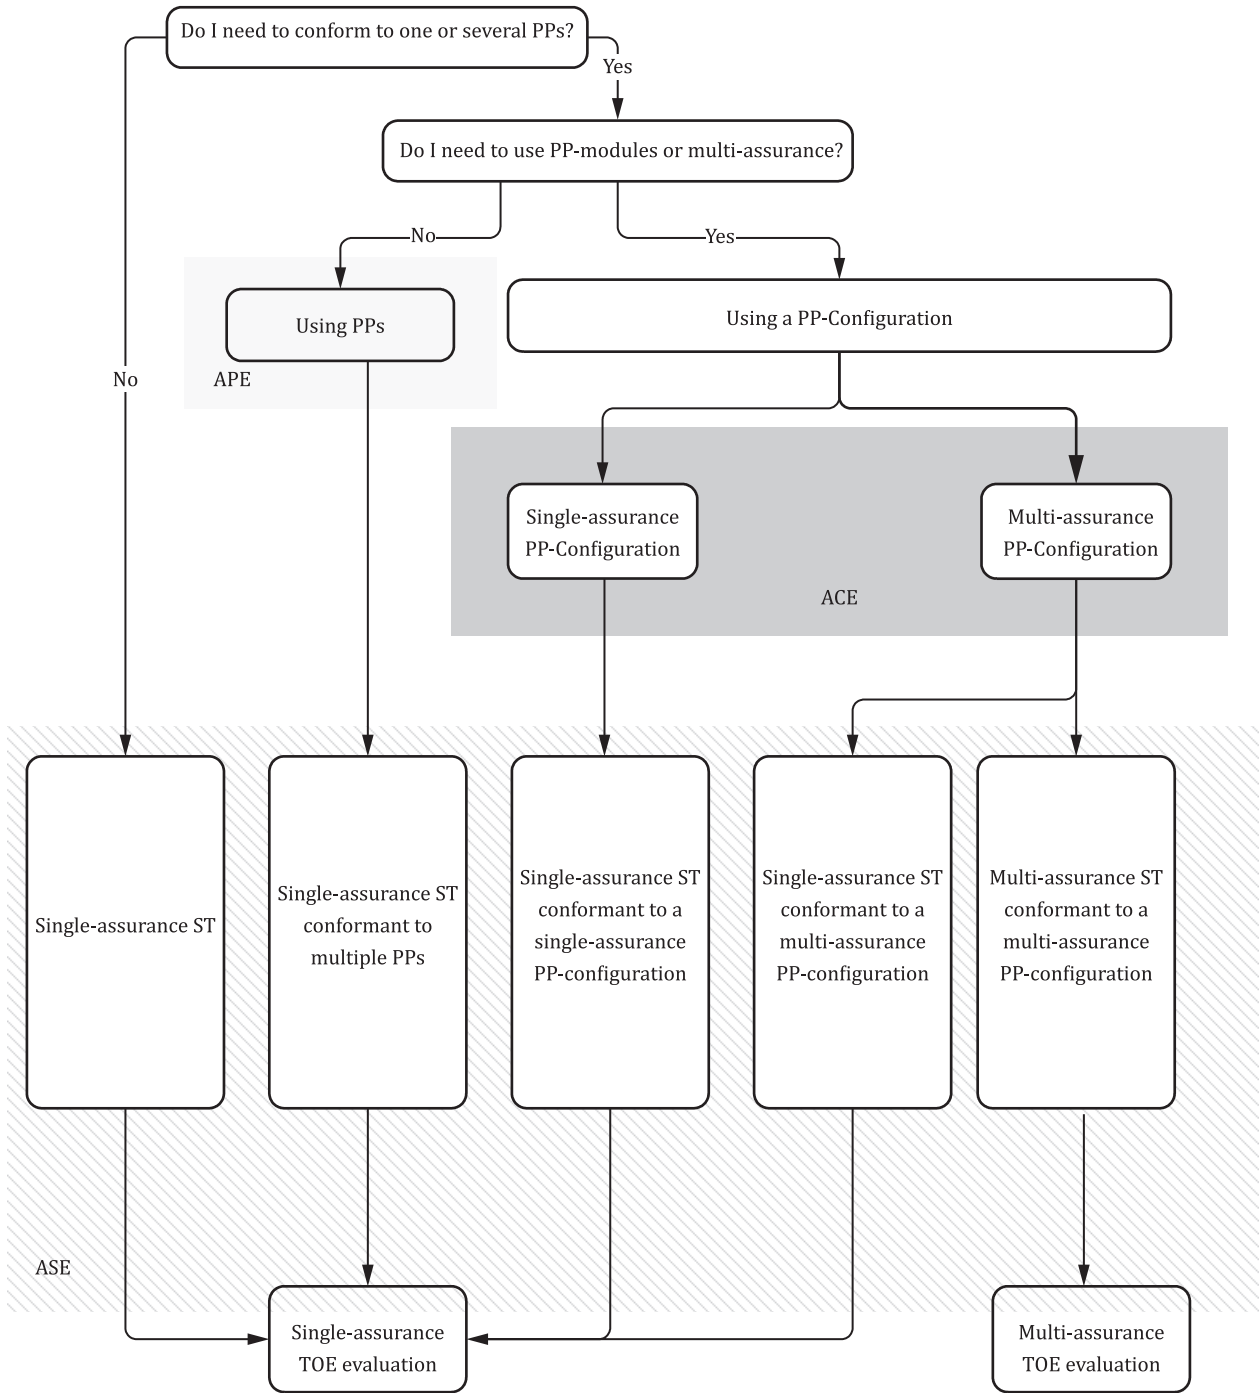 Do I need to conform to one or several PPs?
Yes
Do I need to use PP-modules or multi-assurance?
No
Yes
Using PPs
APE
Using a PP-Configuration
No
Single-assurance
PP-Configuration
Multi-assurance
PP-Configuration
ACE
Single-assurance ST
Single-assurance ST
conformant to
multiple PPs
Single-assurance ST
conformant to a
single-assurance
PP-configuration
Single-assurance ST
conformant to a
multi-assurance
PP-configuration
Multi-assurance ST
conformant to a
multi-assurance
PP-configuration
ASE
Single-assurance
TOE evaluation
Multi-assurance
TOE evaluation